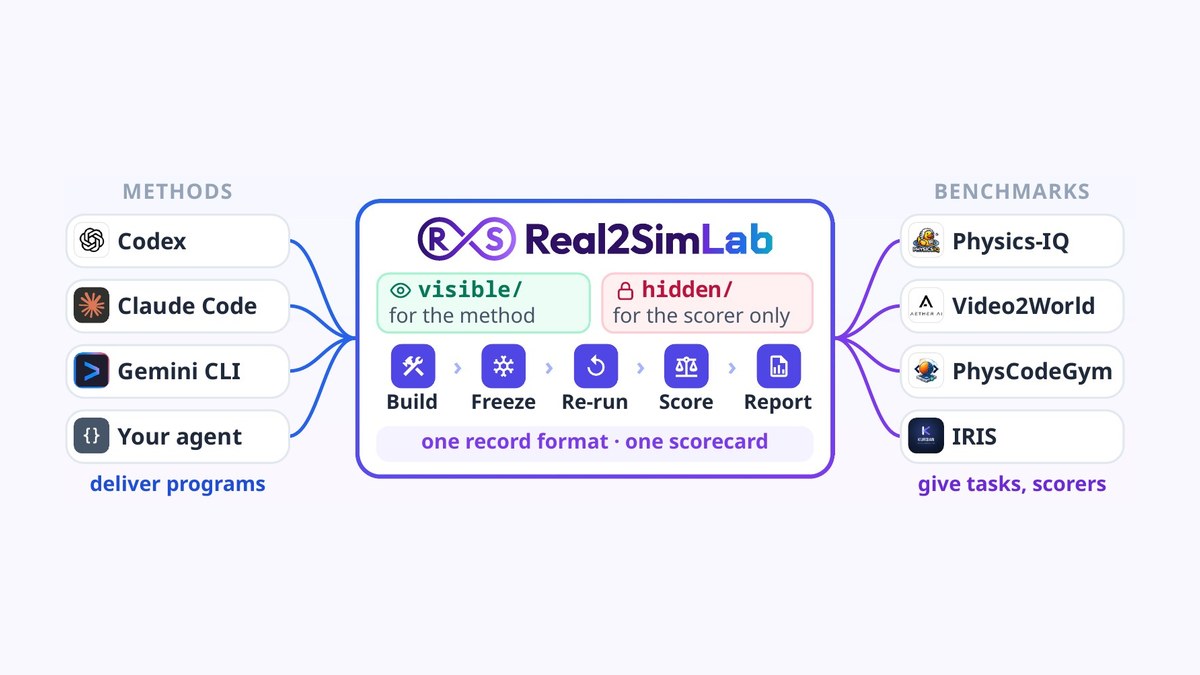 METHODS
Codex
Claude Code
Gemini CLI
{} Your agent
deliver programs
RS Real2SimLab
visible/
for the method
hidden/
for the scorer only
Build › Freeze › Re-run › Score › Report
one record format · one scorecard
BENCHMARKS
Physics-IQ
Video2World
PhysCodeGym
IRIS
give tasks, scorers